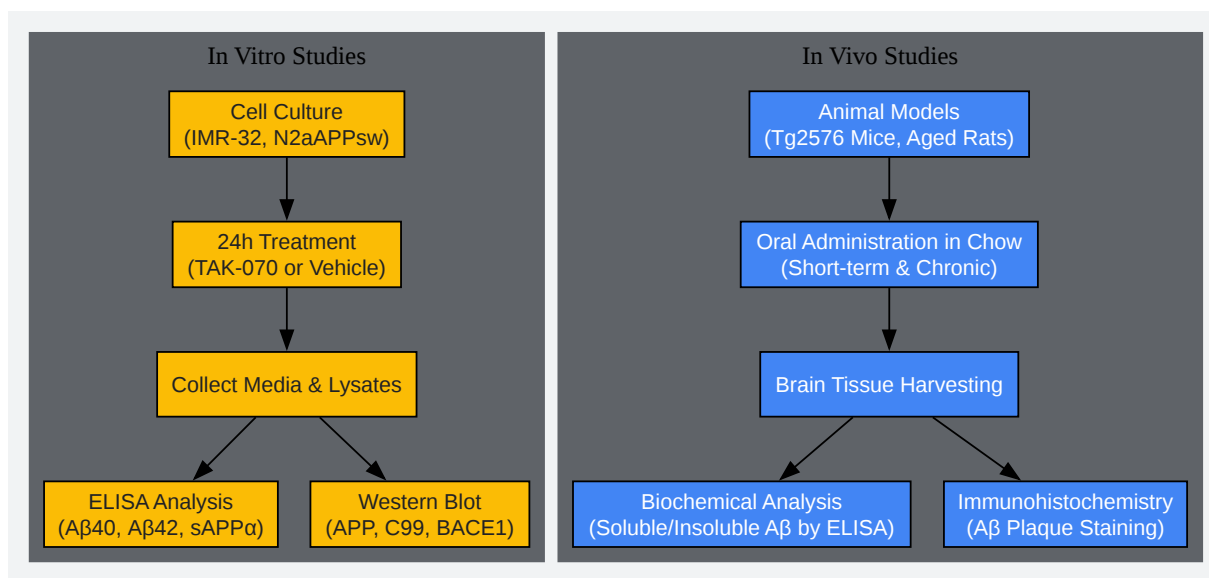 In Vitro Studies
Cell Culture
(IMR-32, N2aAPPsw)
24h Treatment
(TAK-070 or Vehicle)
Collect Media & Lysates
ELISA Analysis
(Aβ40, Aβ42, sAPPα)
Western Blot
(APP, C99, BACE1)
In Vivo Studies
Animal Models
(Tg2576 Mice, Aged Rats)
Oral Administration in Chow
(Short-term & Chronic)
Brain Tissue Harvesting
Biochemical Analysis
(Soluble/Insoluble Aβ by ELISA)
Immunohistochemistry
(Aβ Plaque Staining)